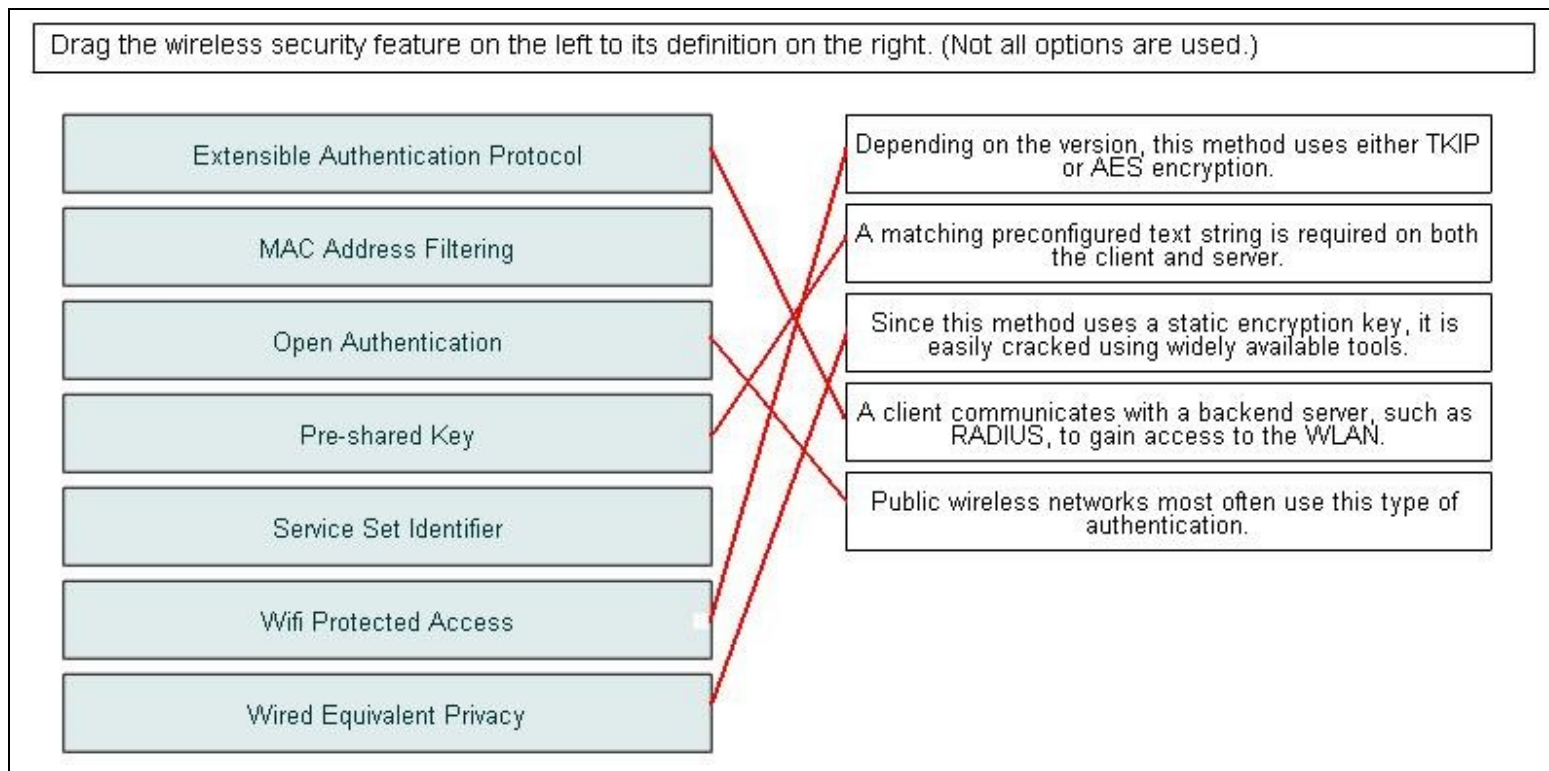 Drag the wireless security feature on the left to its definition on the right. (Not all options are used.)
Extensible Authentication Protocol
MAC Address Filtering
Open Authentication
Pre-shared Key
Service Set Identifier
Wifi Protected Access
Wired Equivalent Privacy
Depending on the version, this method uses either TKIP
or AES encryption.
A matching preconfigured text string is required on both
the client and server.
Since this method uses a static encryption key, it is
easily cracked using widely available tools.
A client communicates with a backend server, such as
RADIUS, to gain access to the WLAN.
Public wireless networks most often use this type of
authentication.